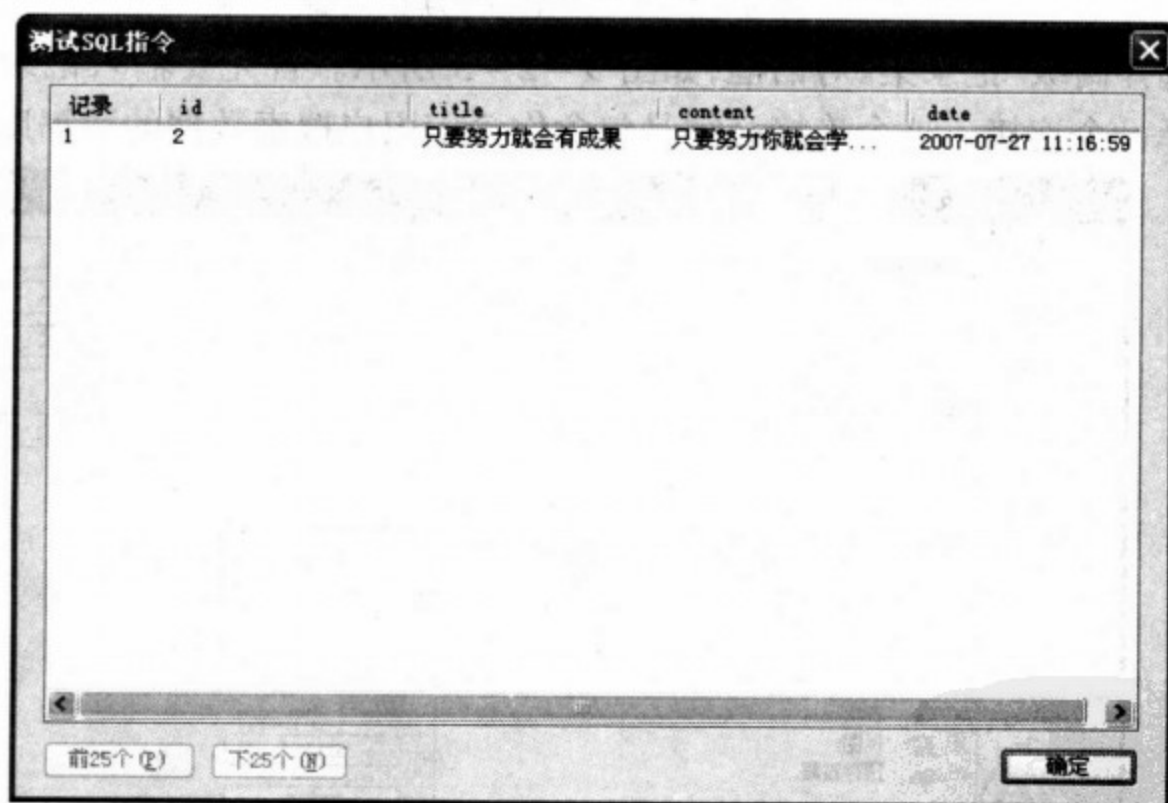 测试SQL指令
记录 id title content date
1 2 只要努力就会有成果 只要努力你就会学... 2007-07-27 11:16:59
前25个(P) 下25个(N) 确定